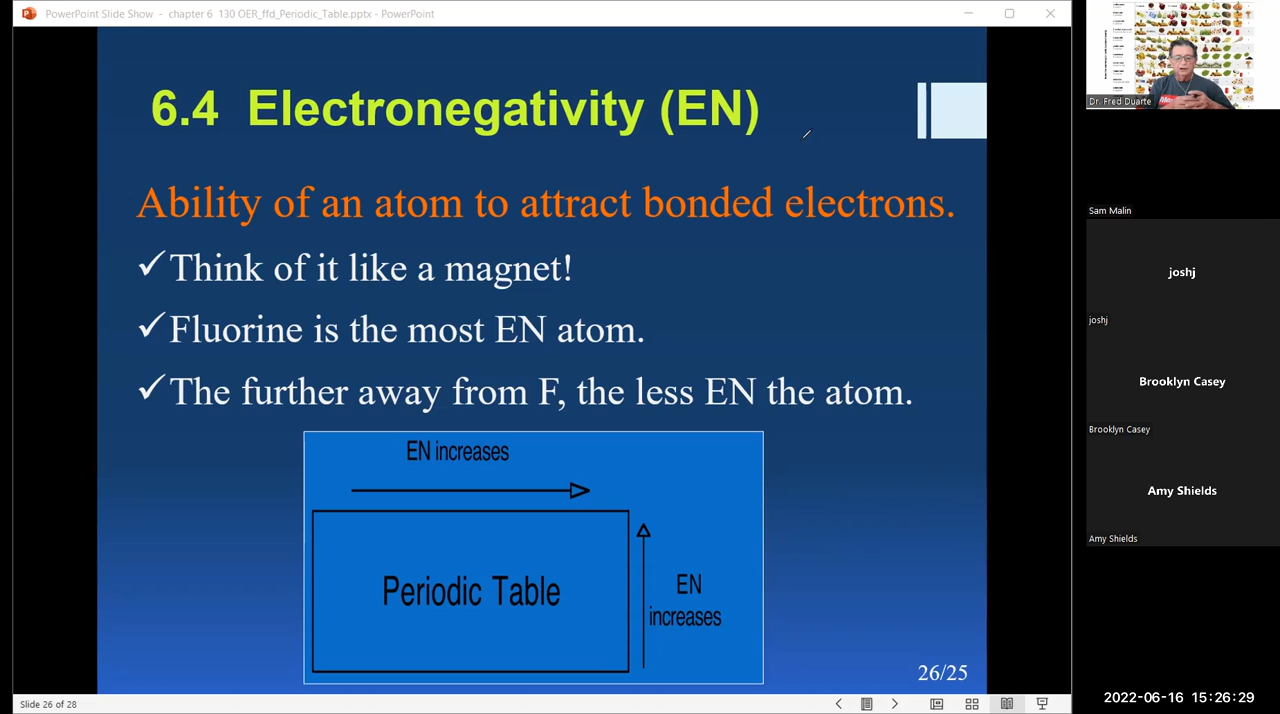 PowerPoint Slide Show - chapter 6 130 OER_ffd_Periodic_Table.pptx - PowerPoint
6.4 Electronegativity (EN)
Ability of an atom to attract bonded electrons.
✓Think of it like a magnet!
✓Fluorine is the most EN atom.
✓The further away from F, the less EN the atom.
EN increases
Periodic Table
EN
increases
26/25
Slide 26 of 28
Dr. Fred Duarte
Sam Malin
joshj
joshj
Brooklyn Casey
Brooklyn Casey
Amy Shields
Amy Shields
2022-06-16 15:26:29